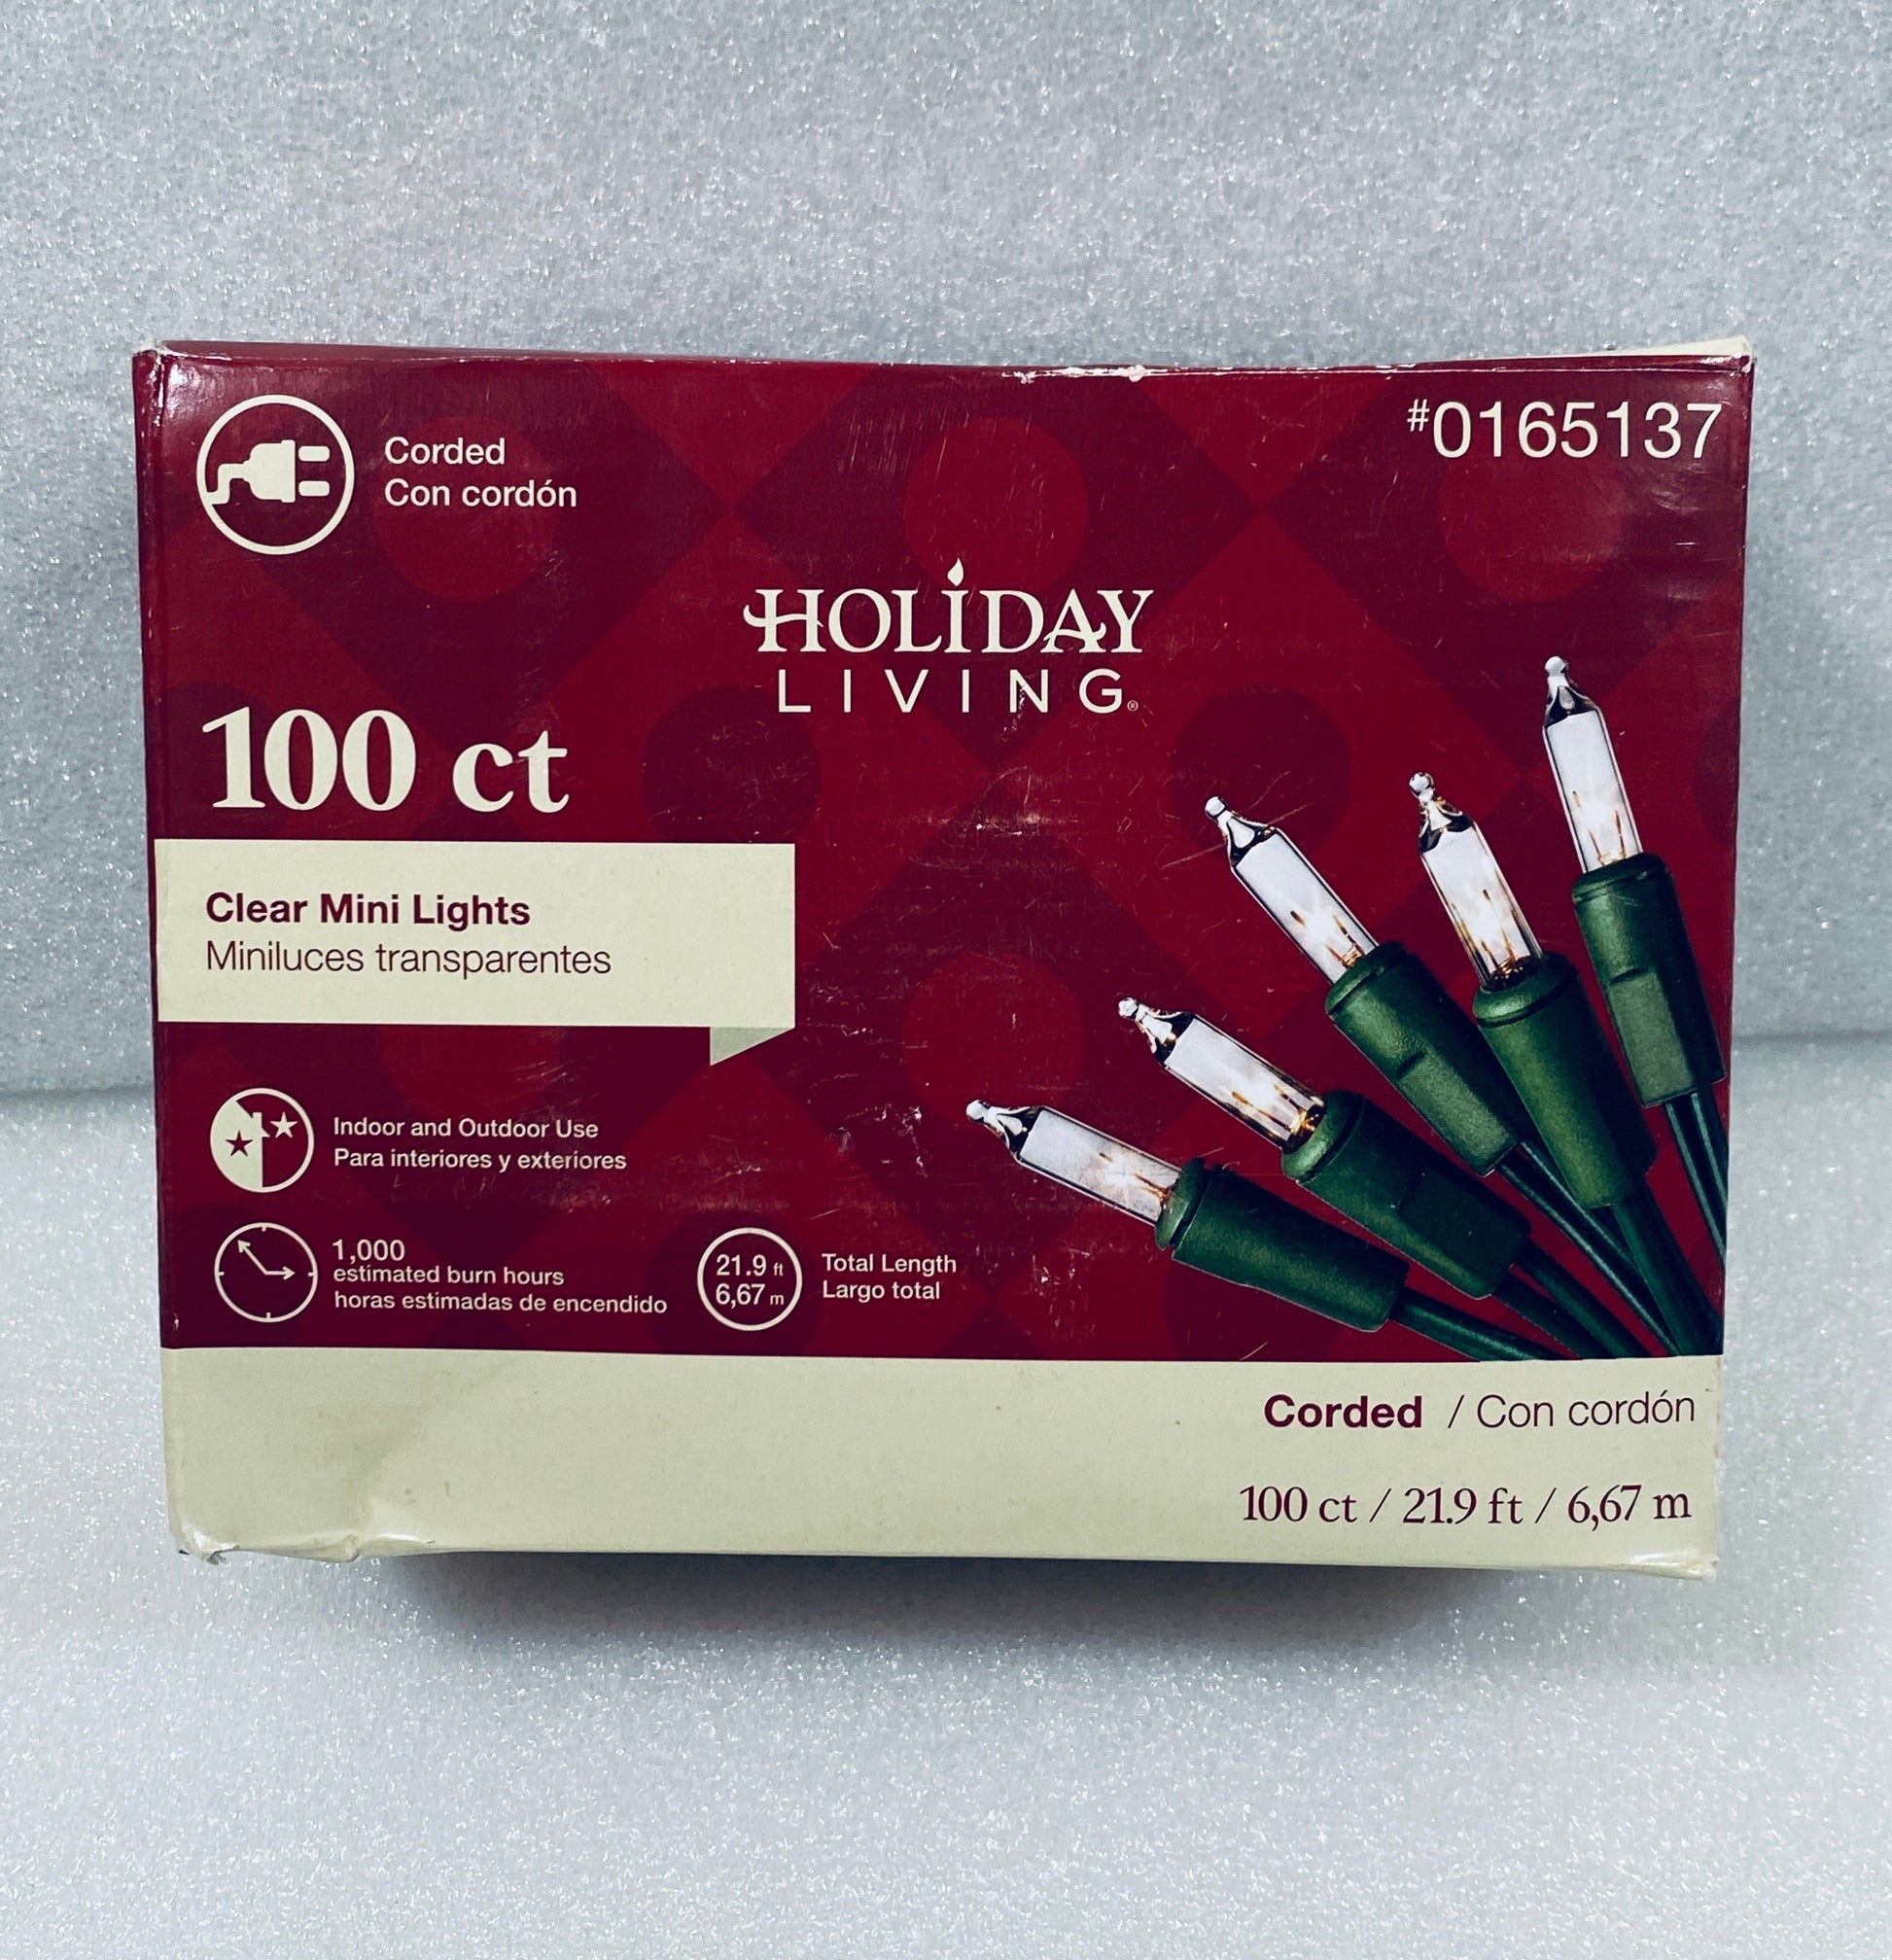 Corded
Con cordón
#0165137
HOLIDAY
LIVING®
100 ct
Clear Mini Lights
Miniluces transparentes
Indoor and Outdoor Use
Para interiores y exteriores
1,000
estimated burn hours
horas estimadas de encendido
21.9 ft
6,67 m
Total Length
Largo total
Corded / Con cordón
100 ct / 21.9 ft / 6,67 m